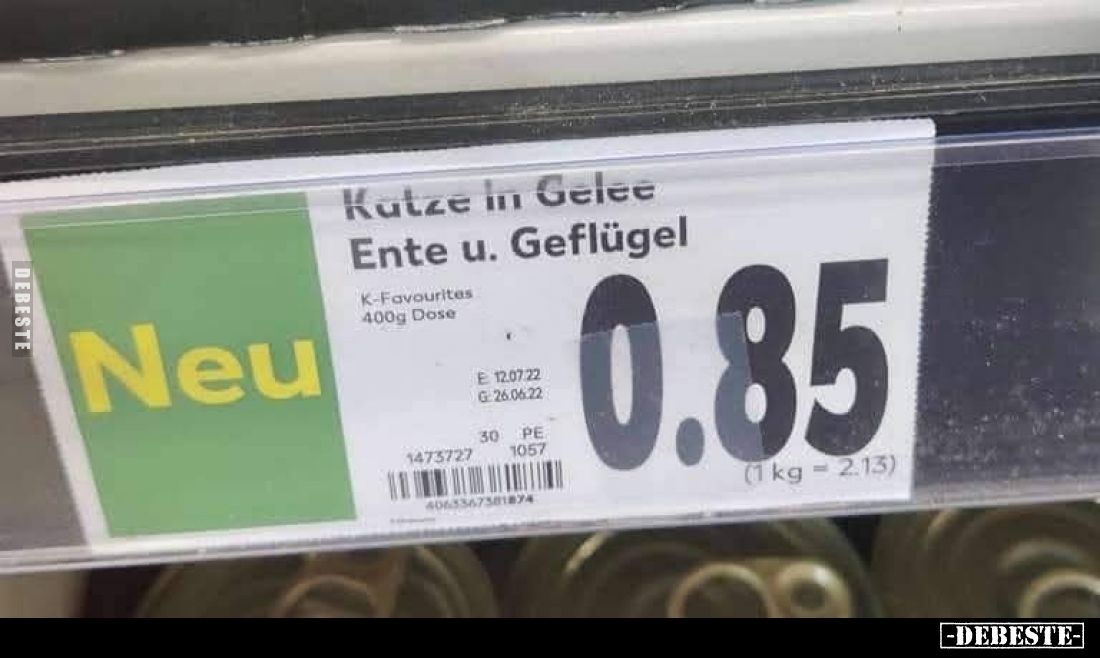 Katze in Gelee
Ente u. Geflügel
K-Favourites
400g Dose
Neu
0.85
E: 12.07.22
G: 26.06.22
30 PE
1473727 1057
4063367381874
(1 kg = 2.13)
DEBESTE
-DEBESTE-